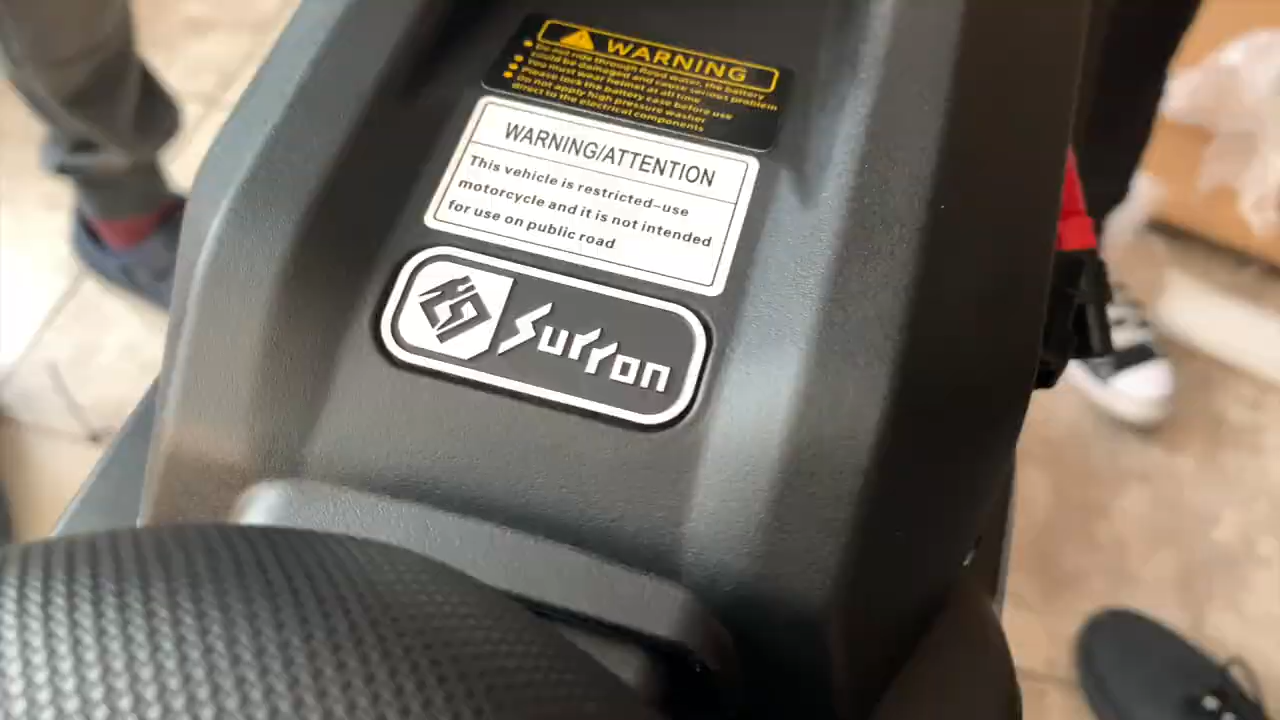 WARNING
Do not ride through flood water, the battery
could be damaged and cause serious problem
You must wear helmet at all time
Please lock the battery case before use
Do not apply high pressure washer
direct to the electrical components
WARNING/ATTENTION
This vehicle is restricted-use
motorcycle and it is not intended
for use on public road
Surron